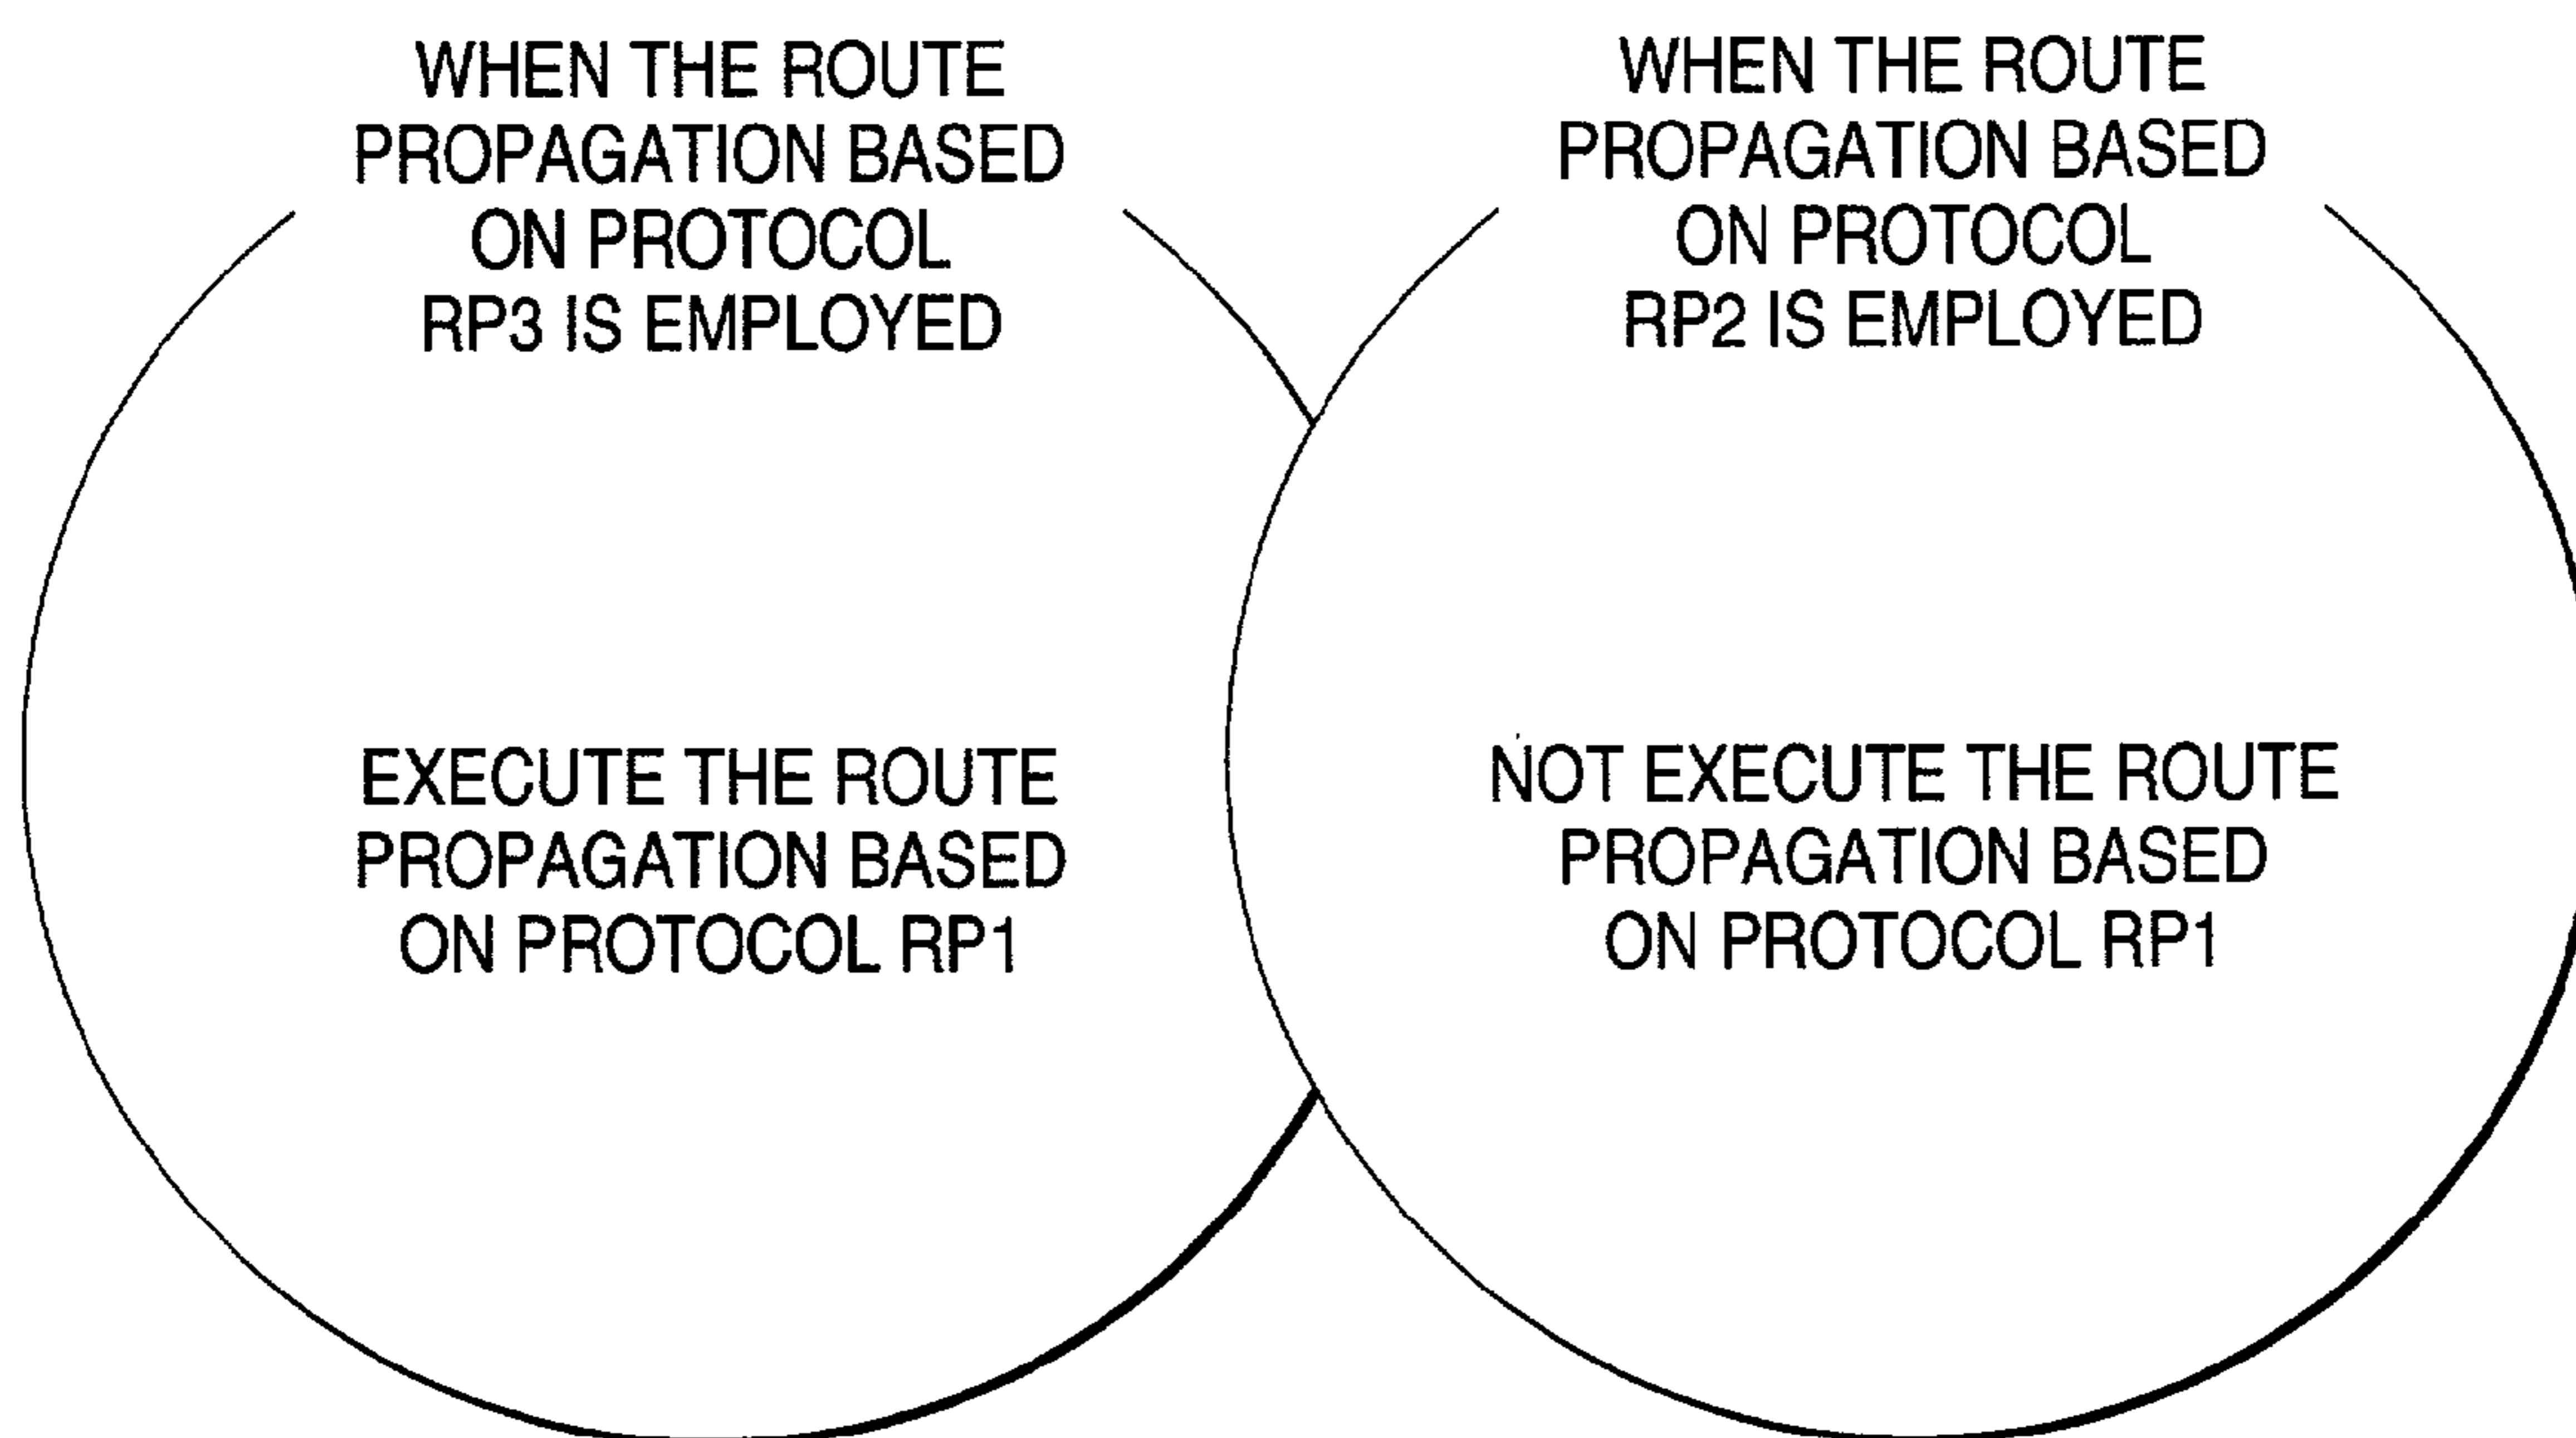 WHEN THE ROUTE
PROPAGATION BASED
ON PROTOCOL
RP3 IS EMPLOYED
EXECUTE THE ROUTE
PROPAGATION BASED
ON PROTOCOL RP1
WHEN THE ROUTE
PROPAGATION BASED
ON PROTOCOL
RP2 IS EMPLOYED
NOT EXECUTE THE ROUTE
PROPAGATION BASED
ON PROTOCOL RP1